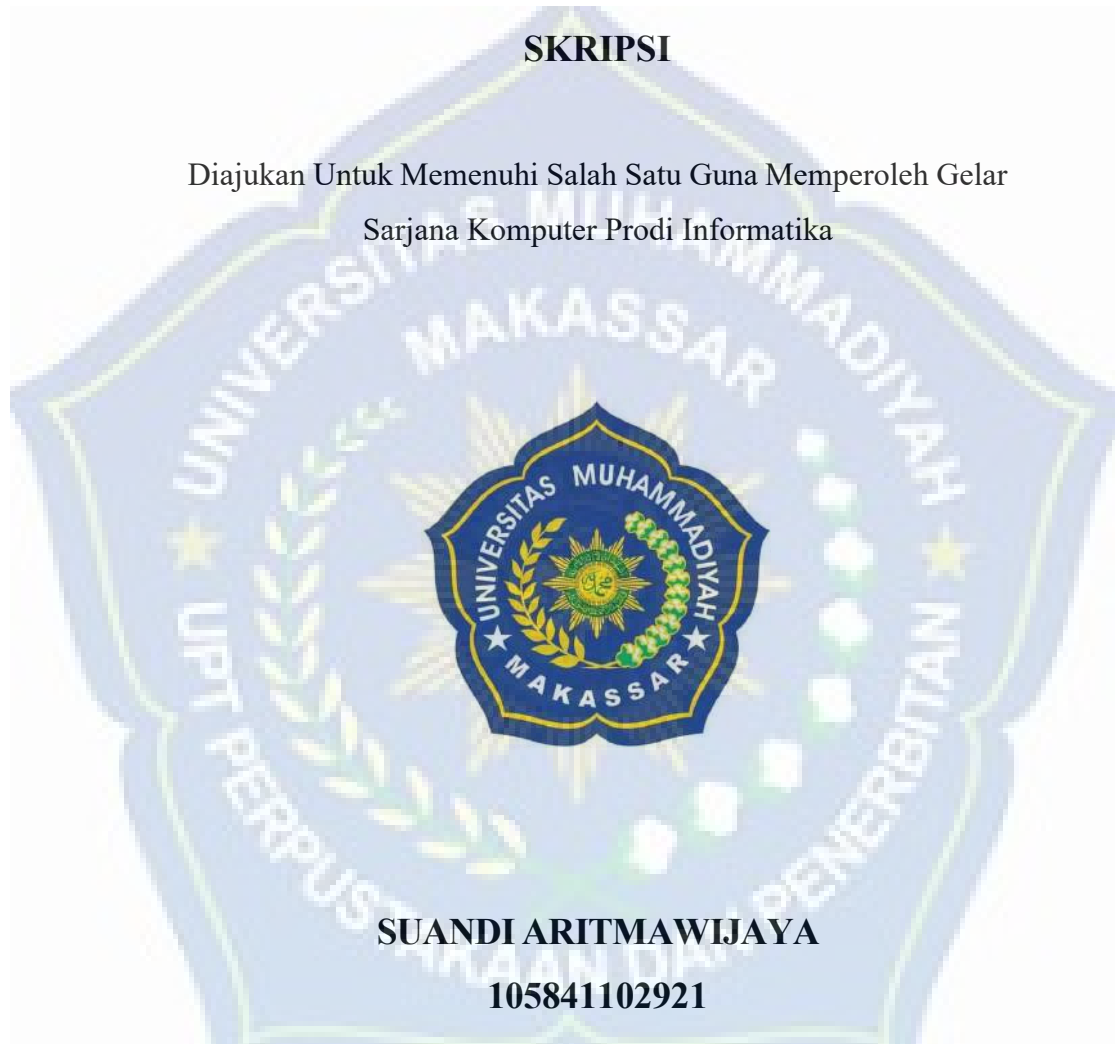 SKRIPSI
Diajukan Untuk Memenuhi Salah Satu Guna Memperoleh Gelar
Sarjana Komputer Prodi Informatika
UNIVERSITAS MUHAMMADIYAH
MAKASSAR
UPT PERPUSTAKAAN DAN PENERBITAN
UNIVERSITAS MUHAMMADIYAH
MAKASSAR
SUANDI ARITMAWIJAYA
105841102921